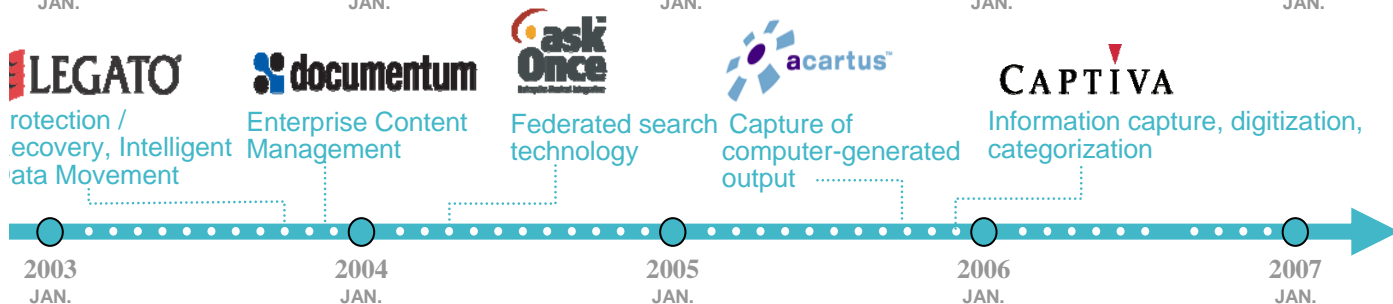 JAN. JAN. JAN. JAN. JAN.
LEGATO
documentum
ask
Once
acartus™
CAPTIVA
rotection /
ecovery, Intelligent
ata Movement
Enterprise Content
Management
Federated search
technology
Capture of
computer-generated
output
Information capture, digitization,
categorization
2003 2004 2005 2006 2007
JAN. JAN. JAN. JAN. JAN.